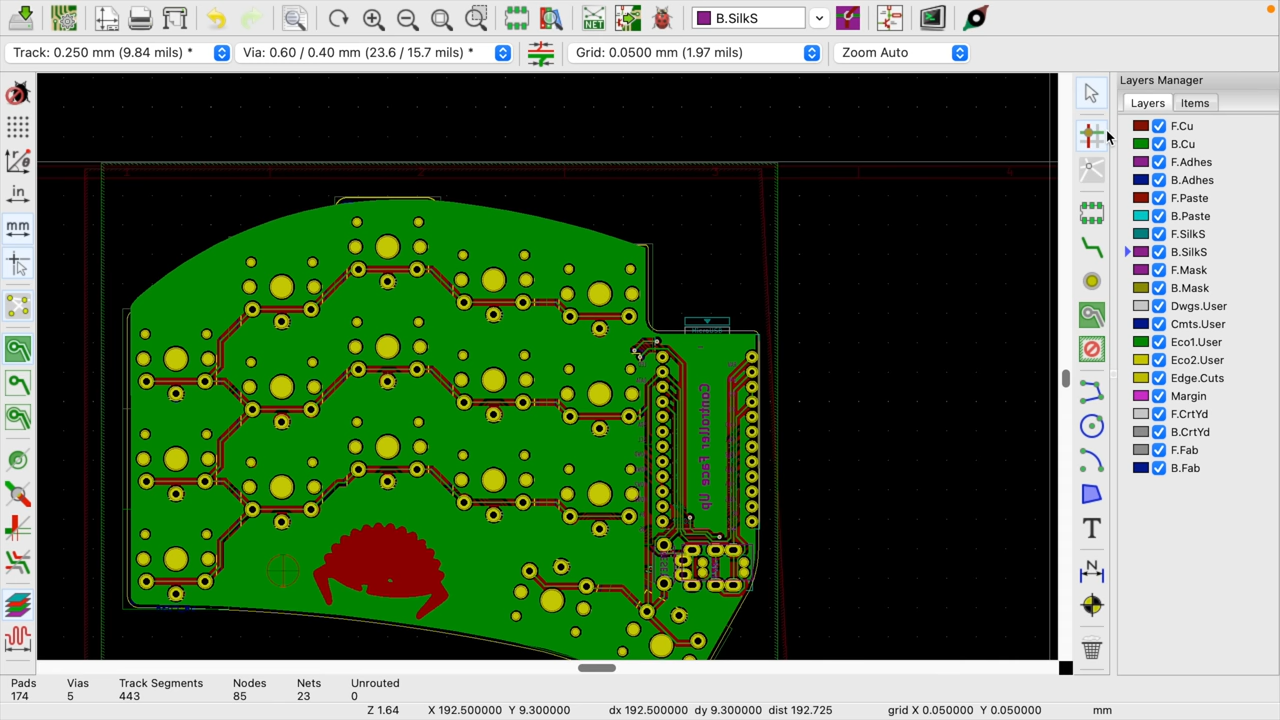 NET
B.SilkS
Track: 0.250 mm (9.84 mils) *
Via: 0.60 / 0.40 mm (23.6 / 15.7 mils) *
Grid: 0.0500 mm (1.97 mils)
Zoom Auto
in
mm
Controller Face Up
T
N
Layers Manager
Layers
Items
F.Cu
B.Cu
F.Adhes
B.Adhes
F.Paste
B.Paste
F.SilkS
B.SilkS
F.Mask
B.Mask
Dwgs.User
Cmts.User
Eco1.User
Eco2.User
Edge.Cuts
Margin
F.CrtYd
B.CrtYd
F.Fab
B.Fab
Pads Vias Track Segments Nodes Nets Unrouted
174 5 443 85 23 0
Z 1.64 X 192.500000 Y 9.300000 dx 192.500000 dy 9.300000 dist 192.725 grid X 0.050000 Y 0.050000 mm